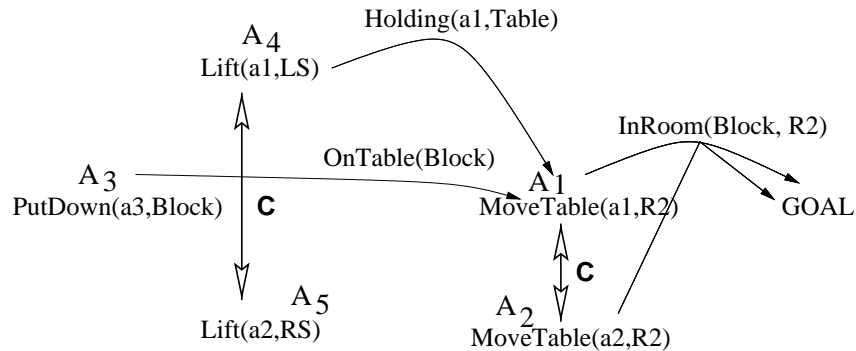 Holding(a1,Table)
A4
Lift(a1,LS)
InRoom(Block, R2)
OnTable(Block)
A3
PutDown(a3,Block)
C
A1
MoveTable(a1,R2)
GOAL
C
A5
Lift(a2,RS)
A2
MoveTable(a2,R2)